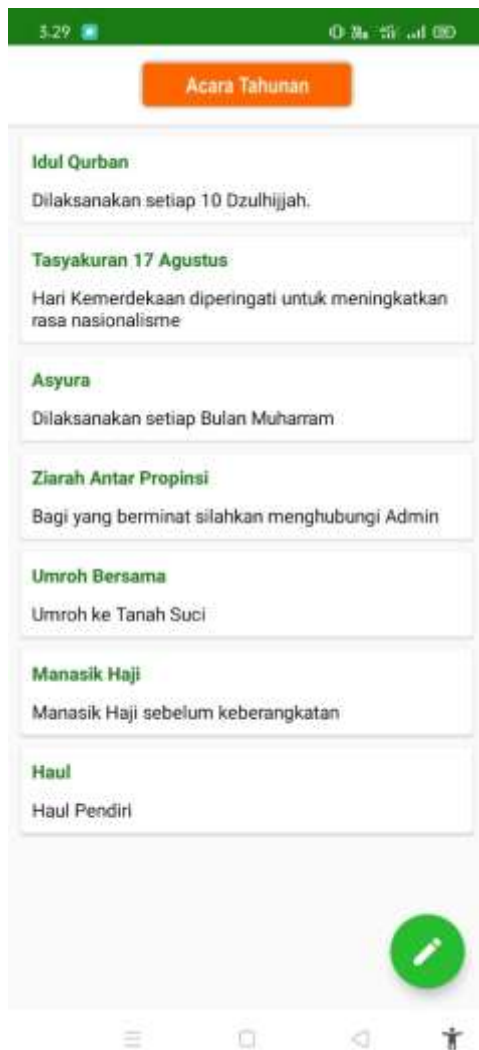 3.29
Acara Tahunan
Idul Qurban
Dilaksanakan setiap 10 Dzulhijjah.
Tasyakuran 17 Agustus
Hari Kemerdekaan diperingati untuk meningkatkan
rasa nasionalisme
Asyura
Dilaksanakan setiap Bulan Muharram
Ziarah Antar Propinsi
Bagi yang berminat silahkan menghubungi Admin
Umroh Bersama
Umroh ke Tanah Suci
Manasik Haji
Manasik Haji sebelum keberangkatan
Haul
Haul Pendiri